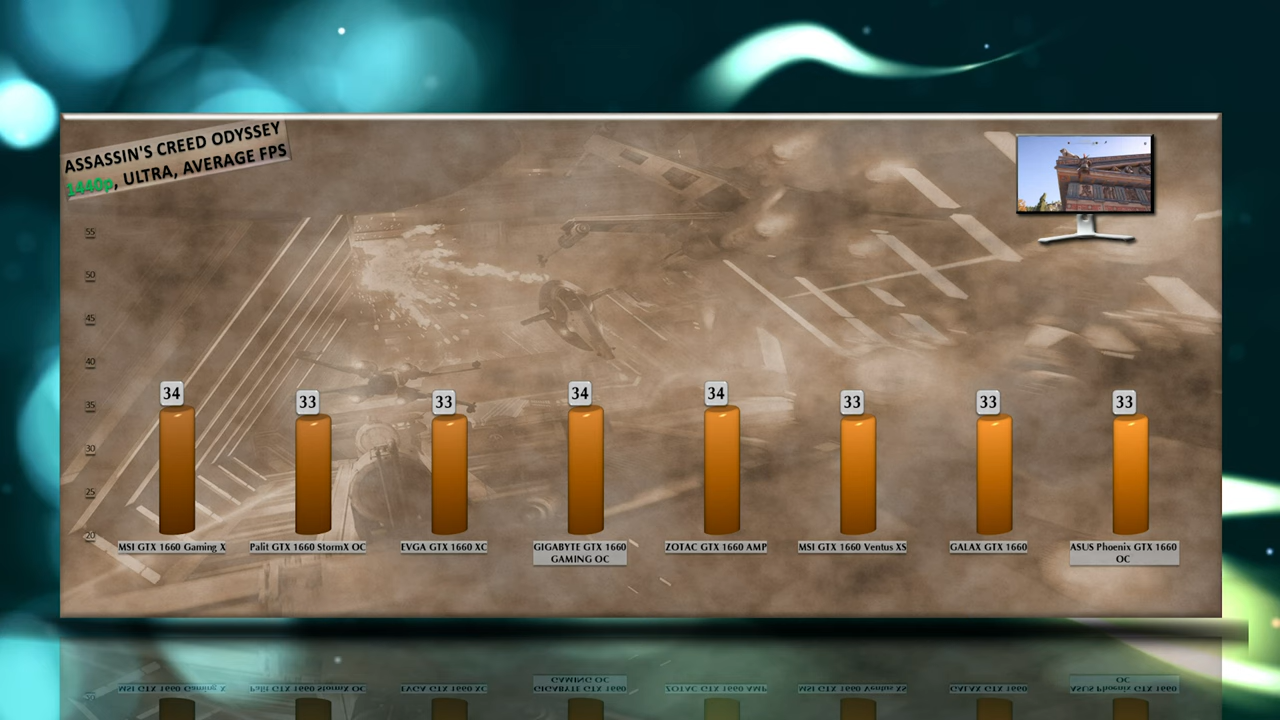 ASSASSIN'S CREED ODYSSEY
1440p, ULTRA, AVERAGE FPS
55
50
45
40
35
30
25
20
34
33
33
34
34
33
33
33
MSI GTX 1660 Gaming X
Palit GTX 1660 StormX OC
EVGA GTX 1660 XC
GIGABYTE GTX 1660
GAMING OC
ZOTAC GTX 1660 AMP
MSI GTX 1660 Ventus XS
GALAX GTX 1660
ASUS Phoenix GTX 1660
OC